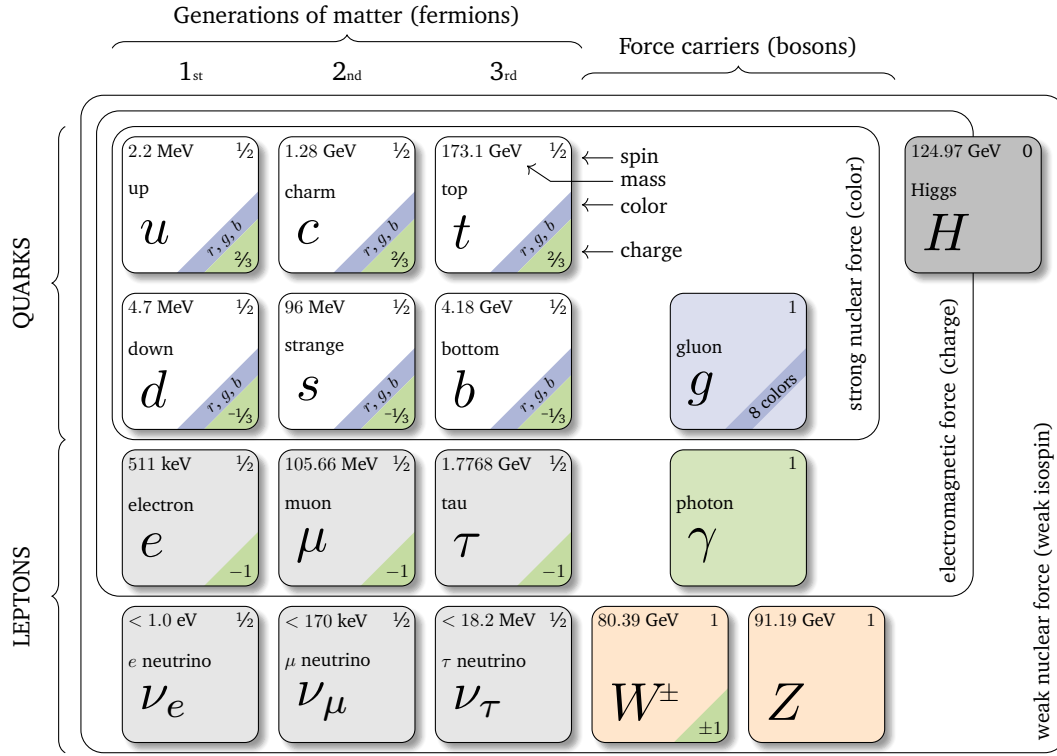 Generations of matter (fermions)
Force carriers (bosons)
1st 2nd 3rd
QUARKS
2.2 MeV ½
up
u
r, g, b
⅔
1.28 GeV ½
charm
c
r, g, b
⅔
173.1 GeV ½
top
t
r, g, b
⅔
spin
mass
color
charge
124.97 GeV 0
Higgs
H
4.7 MeV ½
down
d
r, g, b
-⅓
96 MeV ½
strange
s
r, g, b
-⅓
4.18 GeV ½
bottom
b
r, g, b
-⅓
1
gluon
g
8 colors
strong nuclear force (color)
LEPTONS
511 keV ½
electron
e
−1
105.66 MeV ½
muon
μ
−1
1.7768 GeV ½
tau
τ
−1
1
photon
γ
electromagnetic force (charge)
< 1.0 eV ½
e neutrino
νe
< 170 keV ½
μ neutrino
νμ
< 18.2 MeV ½
τ neutrino
ντ
80.39 GeV 1
W±
±1
91.19 GeV 1
Z
weak nuclear force (weak isospin)